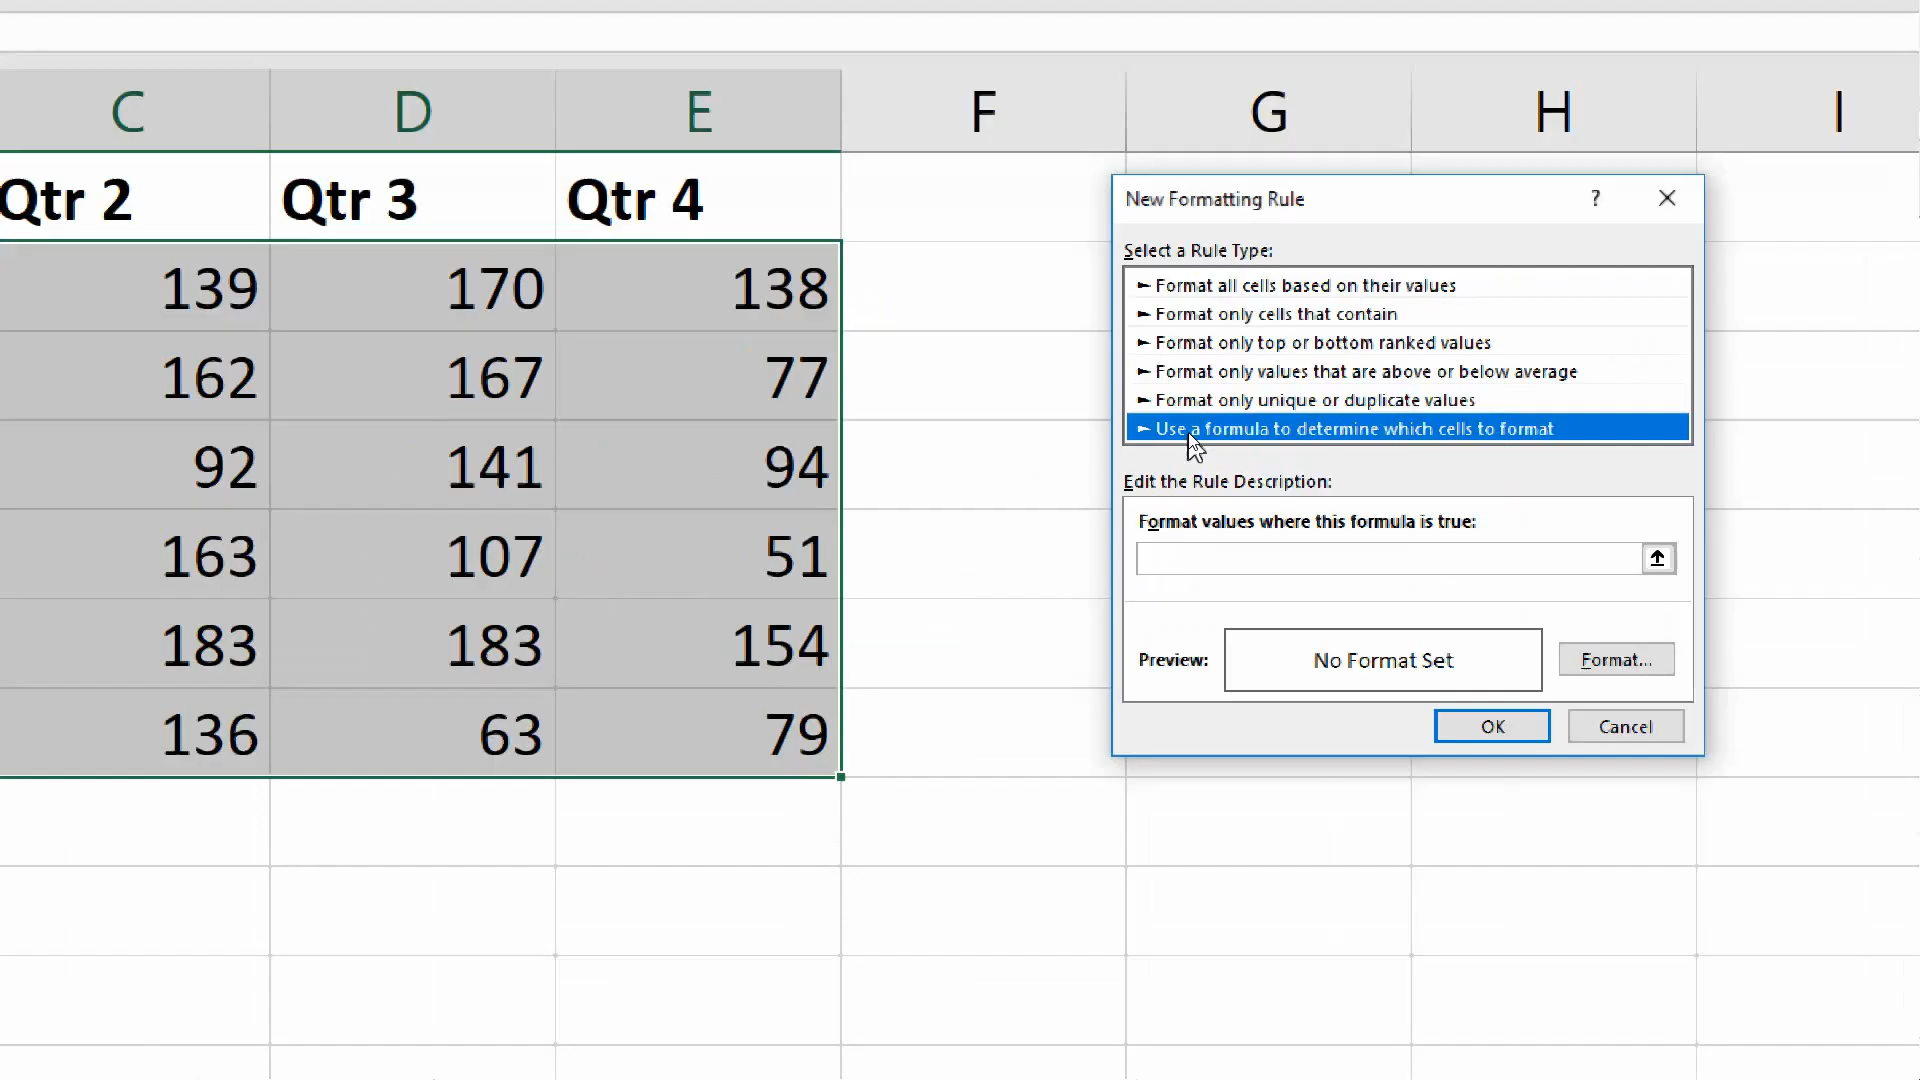 C D E F G H I
Qtr 2 Qtr 3 Qtr 4
139 170 138
162 167 77
92 141 94
163 107 51
183 183 154
136 63 79
New Formatting Rule ?
Select a Rule Type:
► Format all cells based on their values
► Format only cells that contain
► Format only top or bottom ranked values
► Format only values that are above or below average
► Format only unique or duplicate values
► Use a formula to determine which cells to format
Edit the Rule Description:
Format values where this formula is true:
Preview: No Format Set Format...
OK Cancel